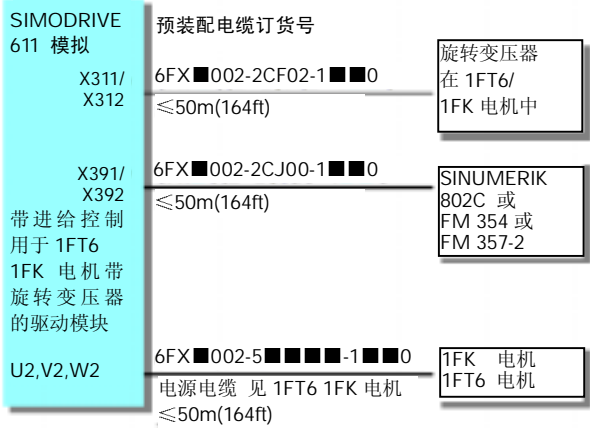 SIMODRIVE
611 模拟
预装配电缆订货号
X311/
X312
6FX■002-2CF02-1■■0
≤50m(164ft)
旋转变压器
在 1FT6/
1FK 电机中
X391/
X392
6FX■002-2CJ00-1■■0
≤50m(164ft)
SINUMERIK
802C 或
FM 354 或
FM 357-2
带进给控制
用于 1FT6
1FK 电机带
旋转变压器
的驱动模块
U2,V2,W2
6FX■002-5■■■■-1■■0
电源电缆 见 1FT6 1FK 电机
≤50m(164ft)
1FK 电机
1FT6 电机